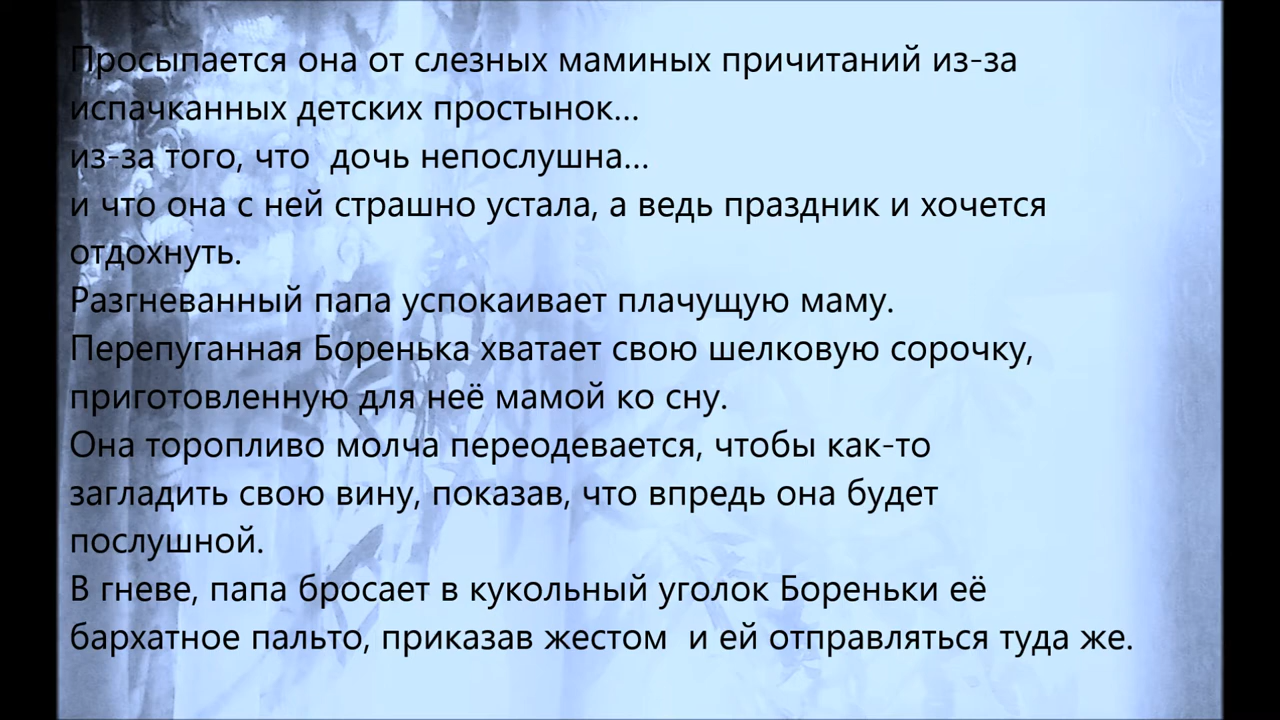 Просыпается она от слезных маминых причитаний из-за
испачканных детских простынок...
из-за того, что  дочь непослушна...
и что она с ней страшно устала, а ведь праздник и хочется
отдохнуть.
Разгневанный папа успокаивает плачущую маму.
Перепуганная Боренька хватает свою шелковую сорочку,
приготовленную для неё мамой ко сну.
Она торопливо молча переодевается, чтобы как-то
загладить свою вину, показав, что впредь она будет
послушной.
В гневе, папа бросает в кукольный уголок Бореньки её
бархатное пальто, приказав жестом  и ей отправляться туда же.